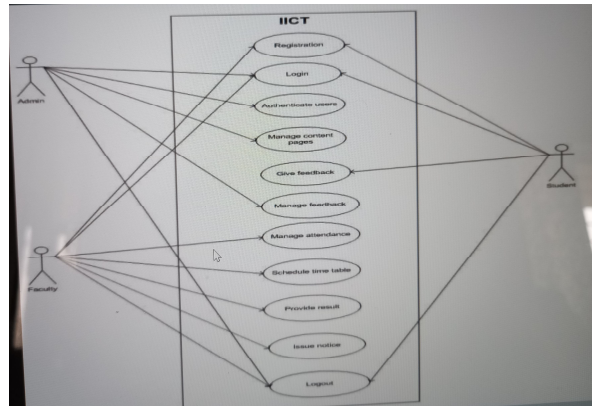 IICT
Registration
Login
Admin
Authenticate users
Manage content
pages
Give feedback
Student
Manage feedback
Manage attendance
Schedule time table
Faculty
Provide result
Issue notice
Logout